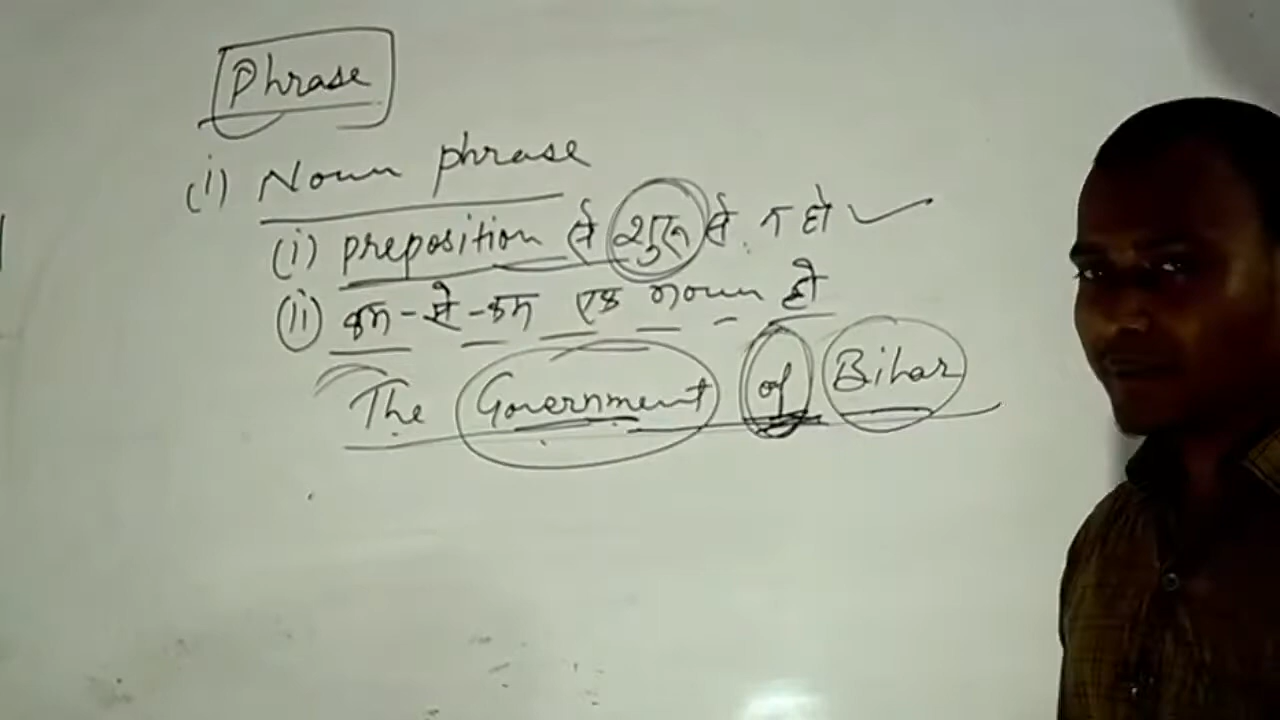 Phrase
(i) Noun phrase
(i) preposition से शुरू से न हो
(ii) कम-से-कम एक noun हो
The Government of Bihar